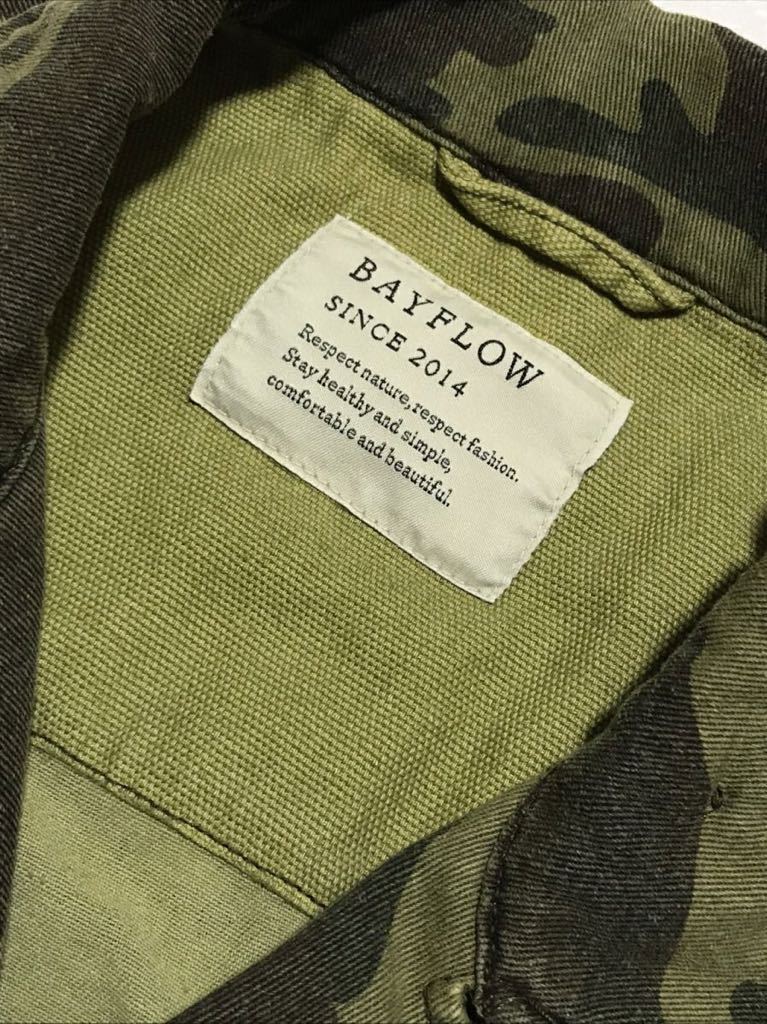 BAYFLOW
SINCE 2014
Respect nature, respect fashion.
Stay healthy and simple,
comfortable and beautiful.